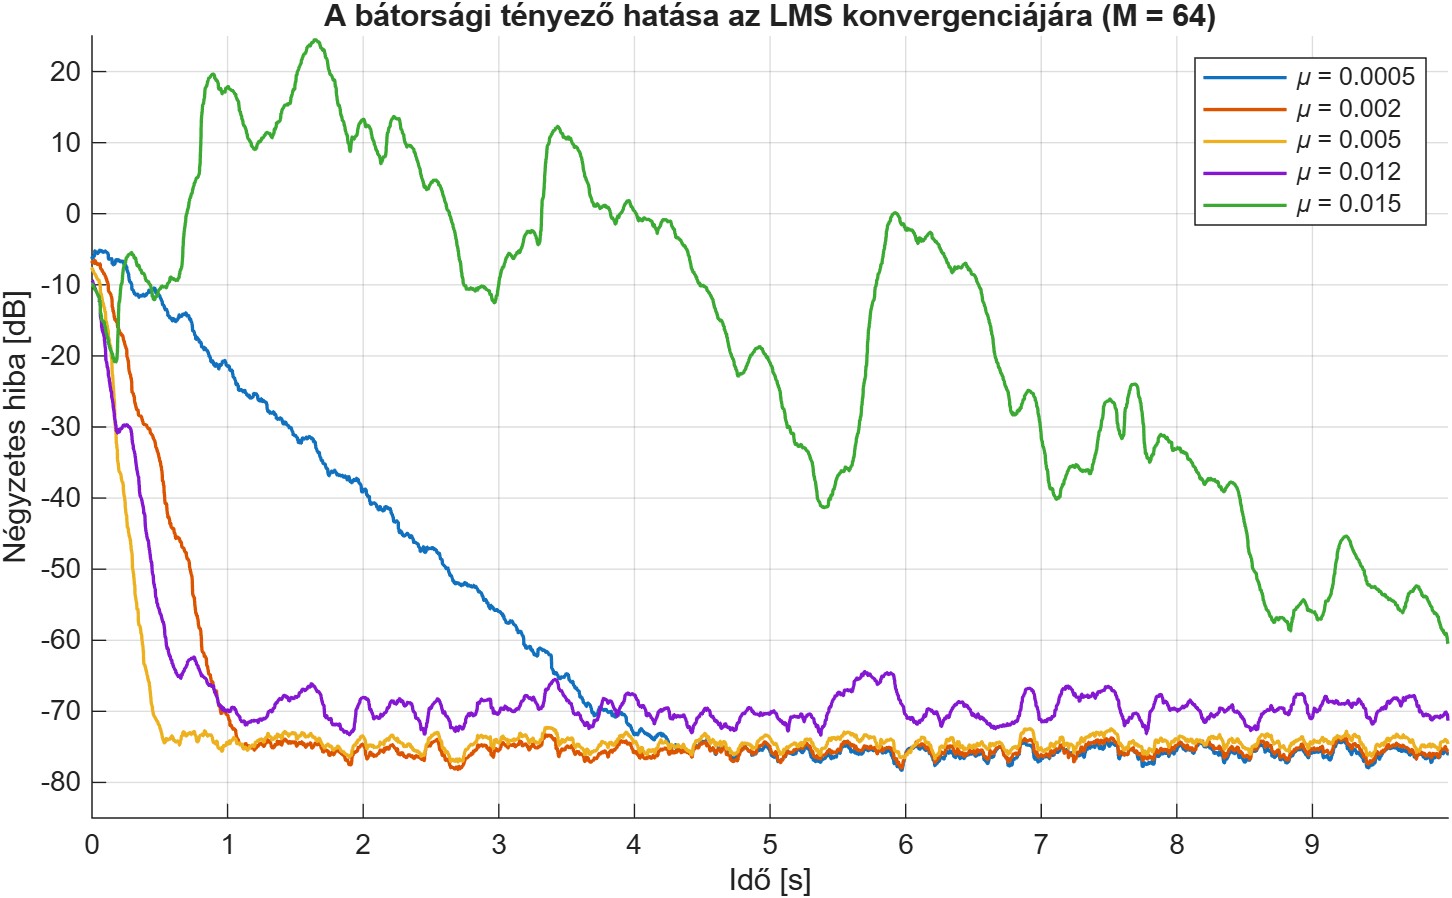 A bátorsági tényező hatása az LMS konvergenciájára (M = 64)
μ = 0.0005
μ = 0.002
μ = 0.005
μ = 0.012
μ = 0.015
Négyzetes hiba [dB]
20
10
0
-10
-20
-30
-40
-50
-60
-70
-80
0 1 2 3 4 5 6 7 8 9
Idő [s]